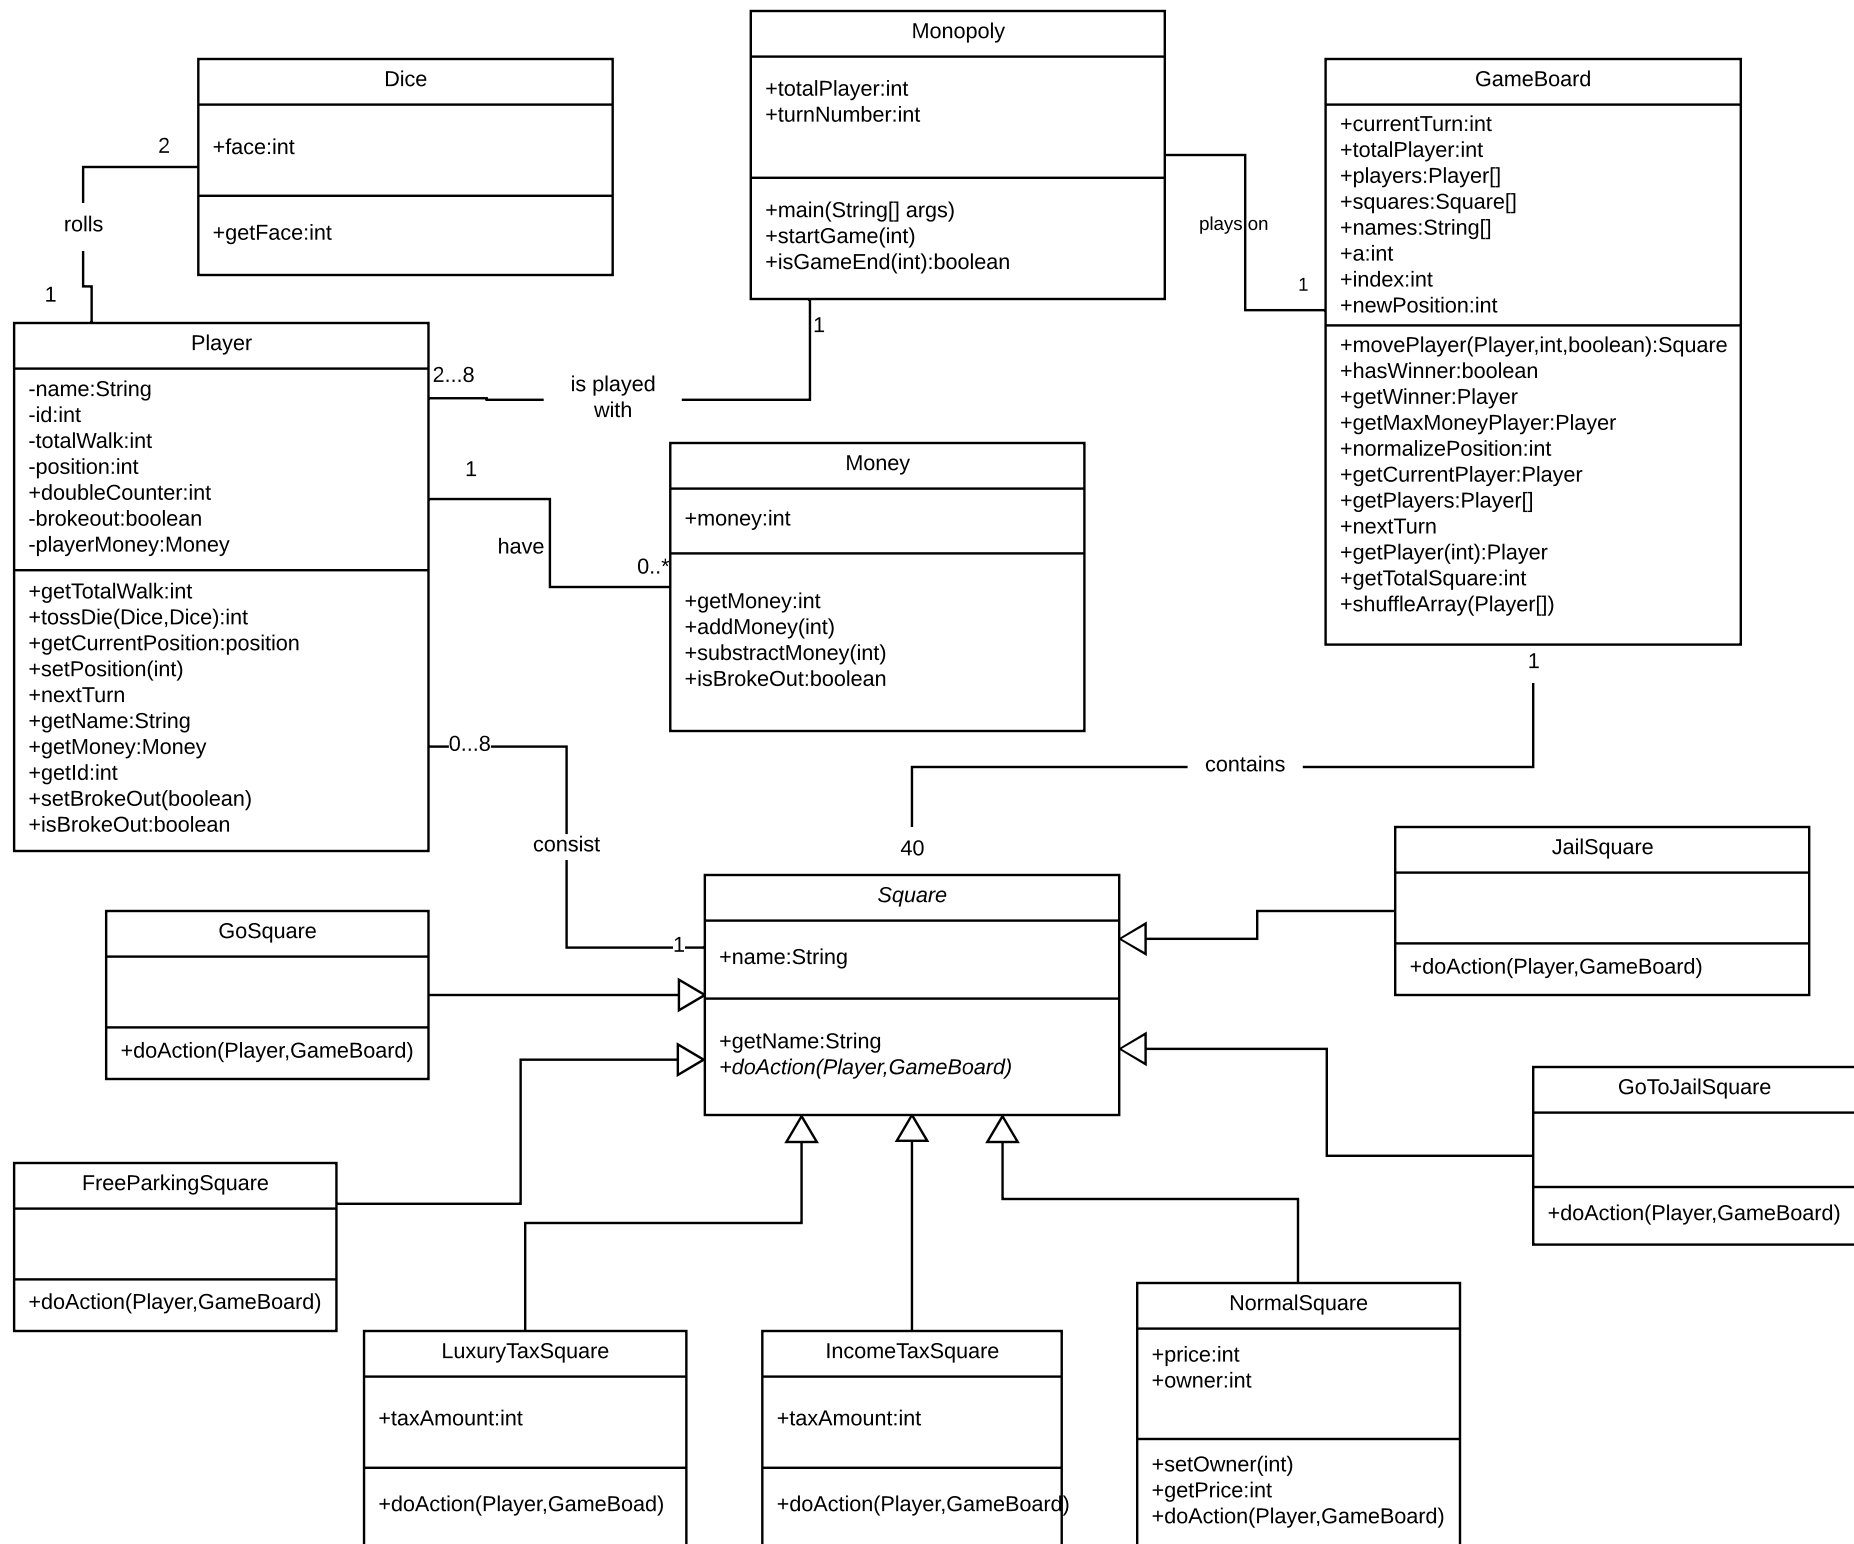 Monopoly
+totalPlayer:int
+turnNumber:int
+main(String[] args)
+startGame(int)
+isGameEnd(int):boolean
Dice
+face:int
+getFace:int
2
rolls
1
GameBoard
+currentTurn:int
+totalPlayer:int
+players:Player[]
+squares:Square[]
+names:String[]
+a:int
+index:int
+newPosition:int
+movePlayer(Player,int,boolean):Square
+hasWinner:boolean
+getWinner:Player
+getMaxMoneyPlayer:Player
+normalizePosition:int
+getCurrentPlayer:Player
+getPlayers:Player[]
+nextTurn
+getPlayer(int):Player
+getTotalSquare:int
+shuffleArray(Player[])
plays on
1
Player
-name:String
-id:int
-totalWalk:int
-position:int
+doubleCounter:int
-brokeout:boolean
-playerMoney:Money
+getTotalWalk:int
+tossDie(Dice,Dice):int
+getCurrentPosition:position
+setPosition(int)
+nextTurn
+getName:String
+getMoney:Money
+getId:int
+setBrokeOut(boolean)
+isBrokeOut:boolean
1
2...8
is played
with
1
have
0..*
Money
+money:int
+getMoney:int
+addMoney(int)
+substractMoney(int)
+isBrokeOut:boolean
1
contains
40
0...8
consist
1
Square
+name:String
+getName:String
+doAction(Player,GameBoard)
JailSquare
+doAction(Player,GameBoard)
GoSquare
+doAction(Player,GameBoard)
GoToJailSquare
+doAction(Player,GameBoard)
FreeParkingSquare
+doAction(Player,GameBoard)
LuxuryTaxSquare
+taxAmount:int
+doAction(Player,GameBoad)
IncomeTaxSquare
+taxAmount:int
+doAction(Player,GameBoard)
NormalSquare
+price:int
+owner:int
+setOwner(int)
+getPrice:int
+doAction(Player,GameBoard)